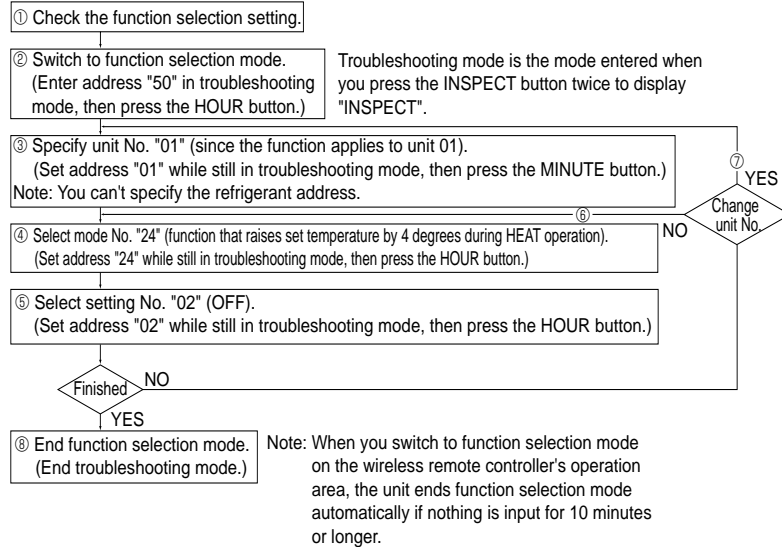 ① Check the function selection setting.
② Switch to function selection mode.
(Enter address "50" in troubleshooting
mode, then press the HOUR button.)
Troubleshooting mode is the mode entered when
you press the INSPECT button twice to display
"INSPECT".
③ Specify unit No. "01" (since the function applies to unit 01).
(Set address "01" while still in troubleshooting mode, then press the MINUTE button.)
Note: You can't specify the refrigerant address.
⑦
YES
Change
unit No.
⑥
NO
④ Select mode No. "24" (function that raises set temperature by 4 degrees during HEAT operation).
(Set address "24" while still in troubleshooting mode, then press the HOUR button.)
⑤ Select setting No. "02" (OFF).
(Set address "02" while still in troubleshooting mode, then press the HOUR button.)
Finished
NO
YES
⑧ End function selection mode.
(End troubleshooting mode.)
Note: When you switch to function selection mode
on the wireless remote controller's operation
area, the unit ends function selection mode
automatically if nothing is input for 10 minutes
or longer.